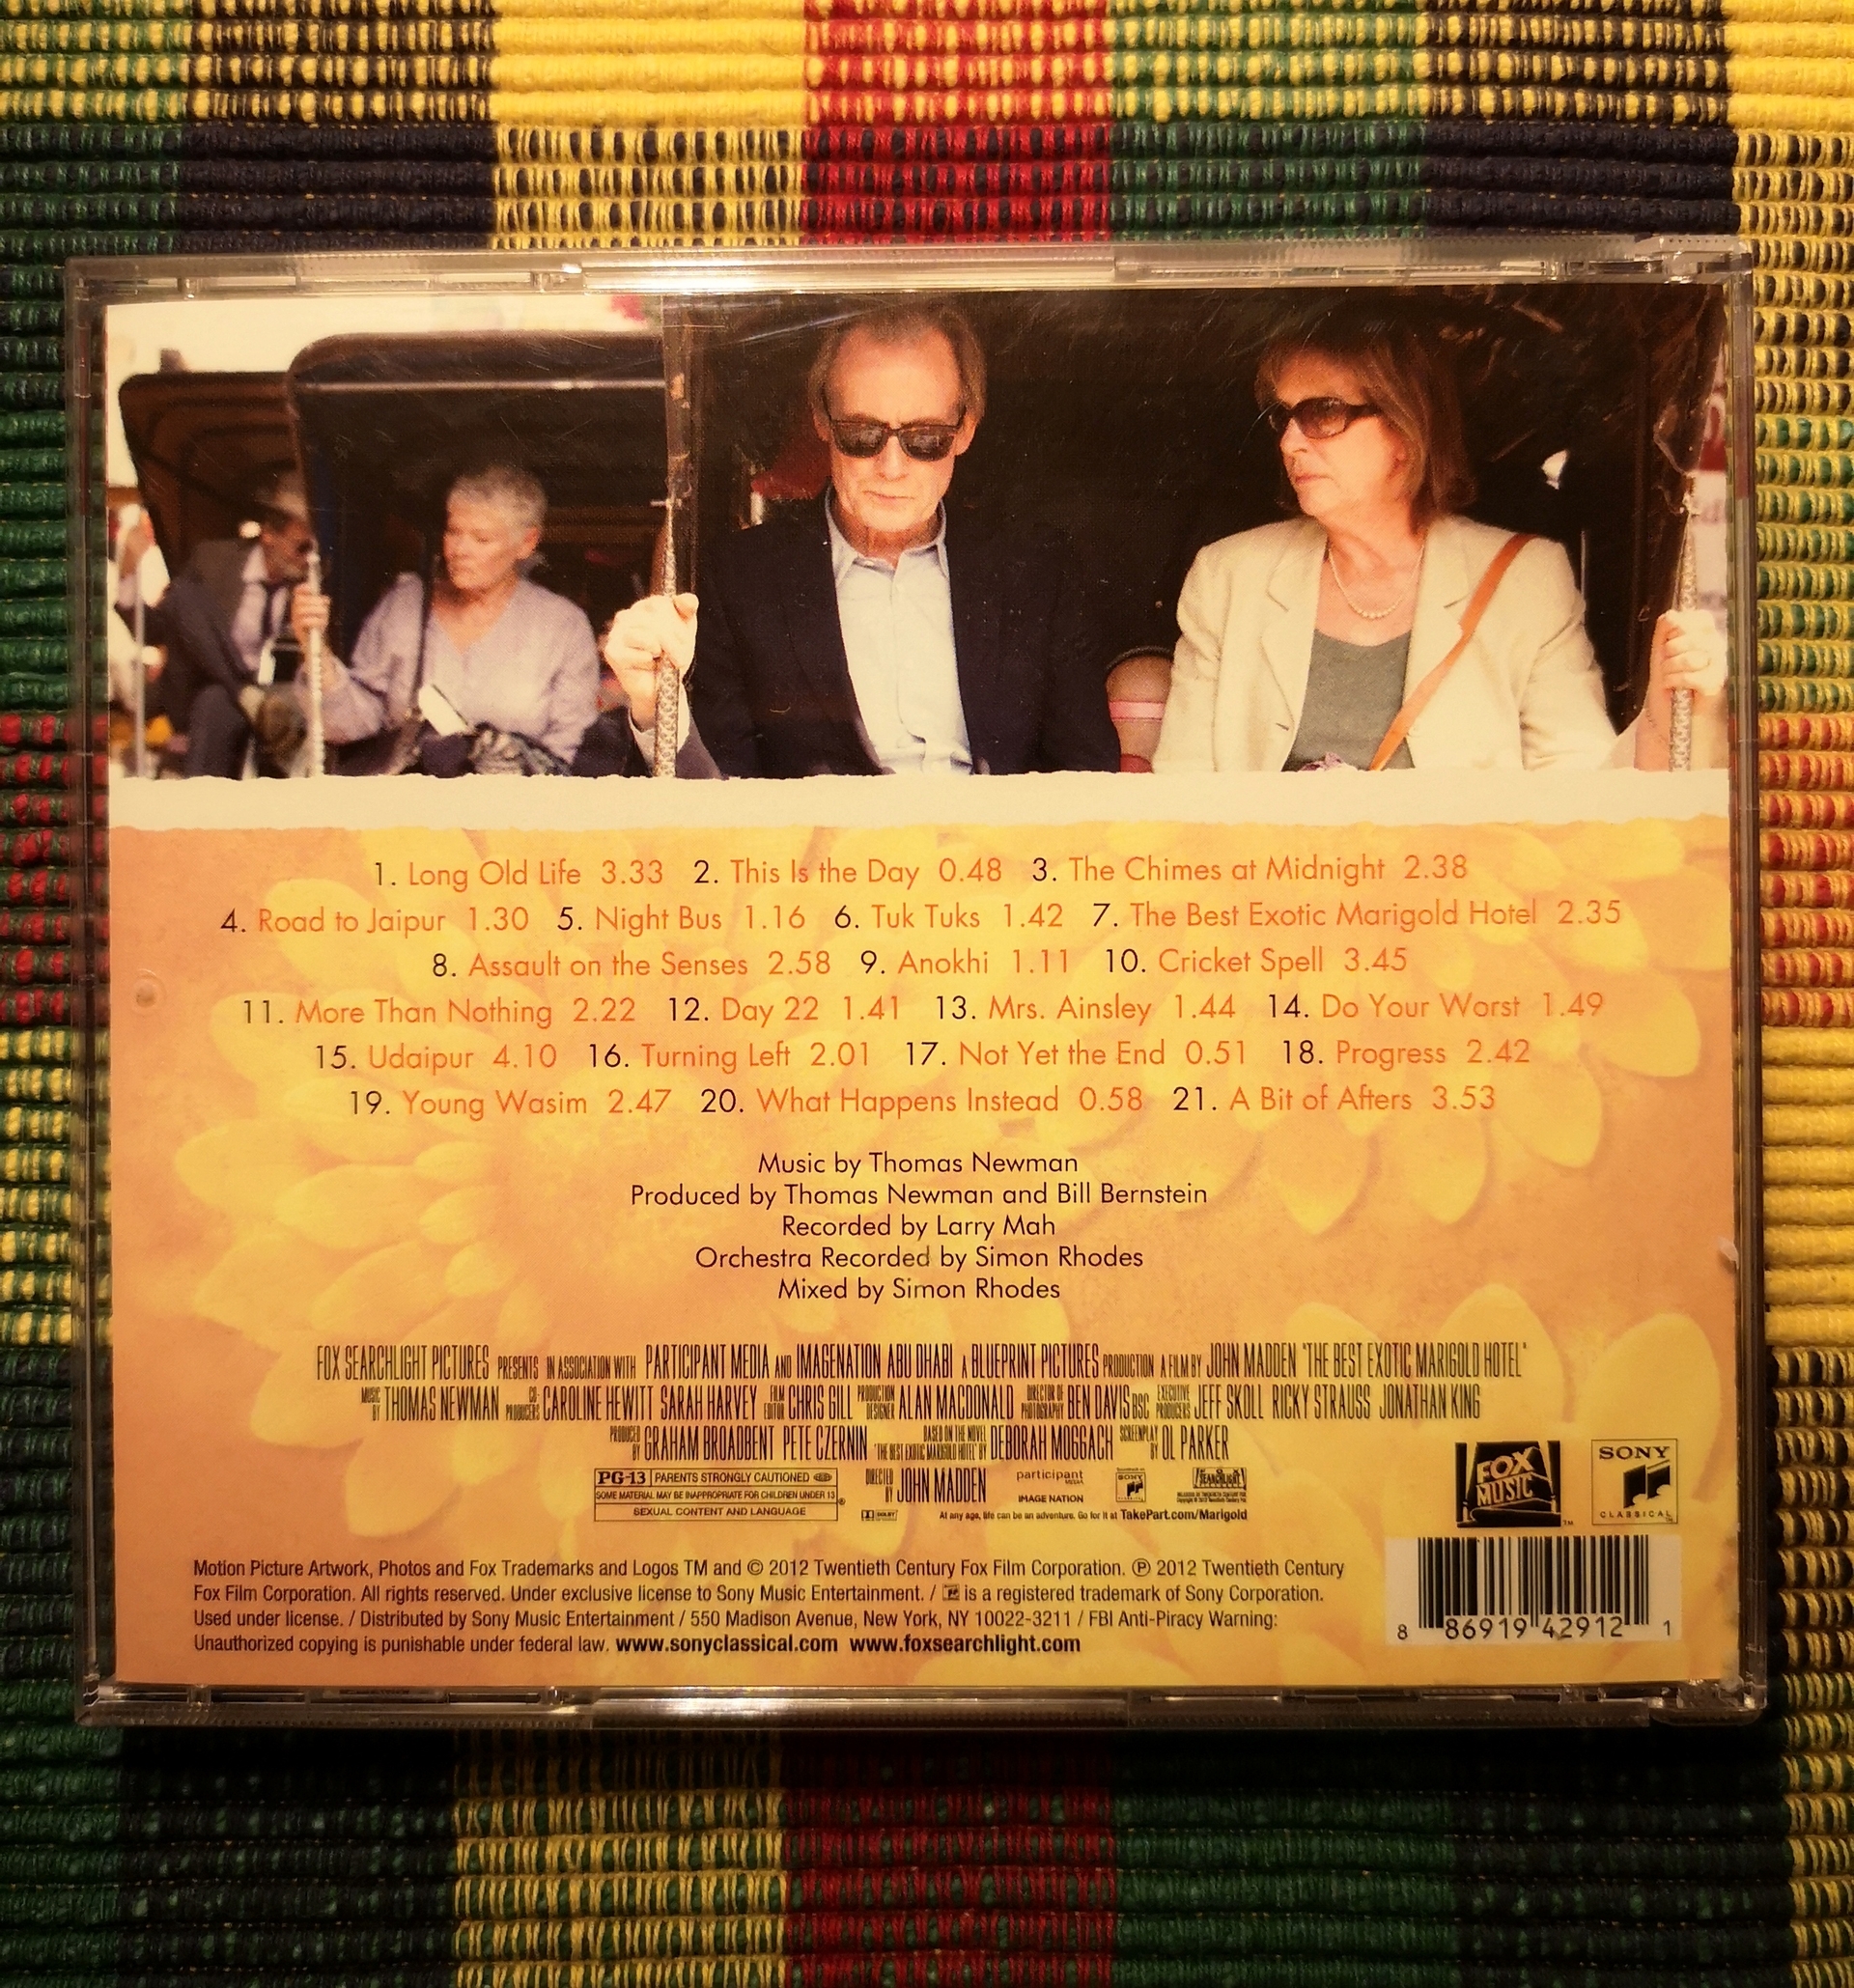 1. Long Old Life 3.33 2. This Is the Day 0.48 3. The Chimes at Midnight 2.38
4. Road to Jaipur 1.30 5. Night Bus 1.16 6. Tuk Tuks 1.42 7. The Best Exotic Marigold Hotel 2.35
8. Assault on the Senses 2.58 9. Anokhi 1.11 10. Cricket Spell 3.45
11. More Than Nothing 2.22 12. Day 22 1.41 13. Mrs. Ainsley 1.44 14. Do Your Worst 1.49
15. Udaipur 4.10 16. Turning Left 2.01 17. Not Yet the End 0.51 18. Progress 2.42
19. Young Wasim 2.47 20. What Happens Instead 0.58 21. A Bit of Afters 3.53
Music by Thomas Newman
Produced by Thomas Newman and Bill Bernstein
Recorded by Larry Mah
Orchestra Recorded by Simon Rhodes
Mixed by Simon Rhodes
FOX SEARCHLIGHT PICTURES PRESENTS IN ASSOCIATION WITH PARTICIPANT MEDIA AND IMAGENATION ABU DHABI A BLUEPRINT PICTURES PRODUCTION A FILM BY JOHN MADDEN "THE BEST EXOTIC MARIGOLD HOTEL"
MUSIC BY THOMAS NEWMAN CO-PRODUCERS CAROLINE HEWITT SARAH HARVEY FILM EDITOR CHRIS GILL PRODUCTION DESIGNER ALAN MACDONALD DIRECTOR OF PHOTOGRAPHY BEN DAVIS BSC EXECUTIVE PRODUCERS JEFF SKOLL RICKY STRAUSS JONATHAN KING
PRODUCED BY GRAHAM BROADBENT PETE CZERNIN BASED ON THE NOVEL "THE BEST EXOTIC MARIGOLD HOTEL" BY DEBORAH MOGGACH SCREENPLAY BY OL PARKER
PG-13 PARENTS STRONGLY CAUTIONED
SOME MATERIAL MAY BE INAPPROPRIATE FOR CHILDREN UNDER 13
SEXUAL CONTENT AND LANGUAGE
DIRECTED BY JOHN MADDEN
participant MEDIA
IMAGE NATION
SONY
SEARCHLIGHT
DOLBY
At any age, life can be an adventure. Go for it at TakePart.com/Marigold
FOX MUSIC TM
SONY CLASSICAL
Motion Picture Artwork, Photos and Fox Trademarks and Logos TM and © 2012 Twentieth Century Fox Film Corporation. ℗ 2012 Twentieth Century
Fox Film Corporation. All rights reserved. Under exclusive license to Sony Music Entertainment. / is a registered trademark of Sony Corporation.
Used under license. / Distributed by Sony Music Entertainment / 550 Madison Avenue, New York, NY 10022-3211 / FBI Anti-Piracy Warning:
Unauthorized copying is punishable under federal law. www.sonyclassical.com www.foxsearchlight.com
8 86919 42912 1